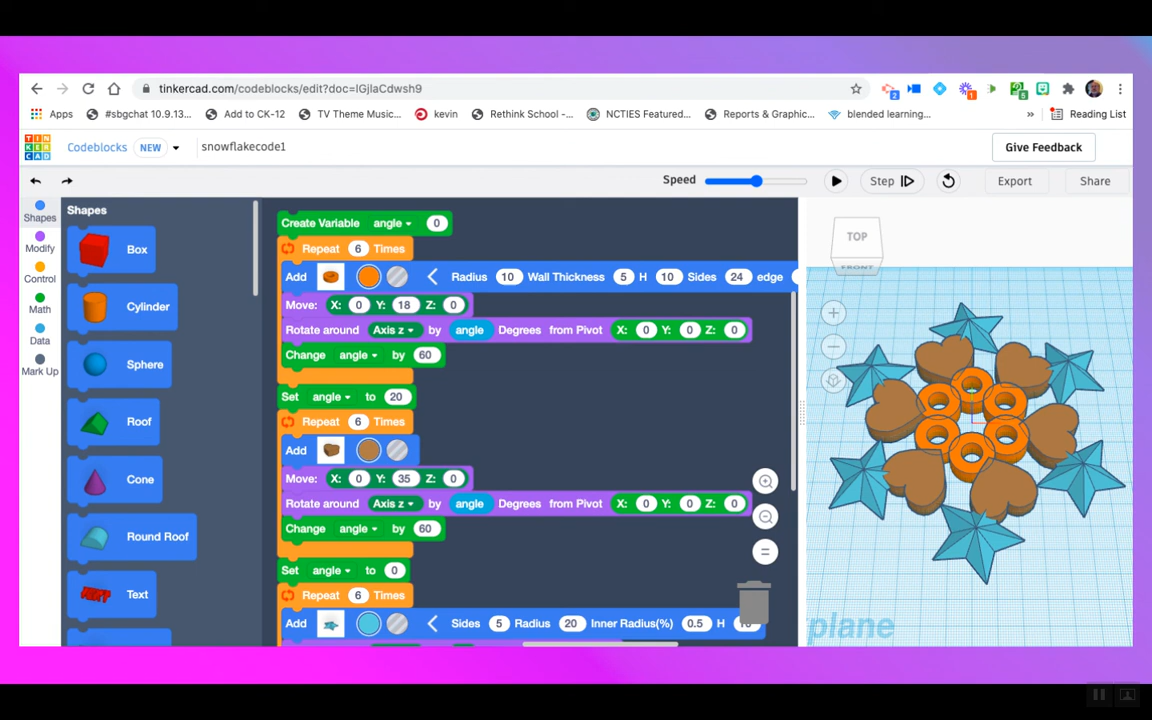 tinkercad.com/codeblocks/edit?doc=lGJlaCdwsh9
2
1
5
Apps #sbgchat 10.9.13... Add to CK-12 TV Theme Music... kevin Rethink School -... NCTIES Featured... Reports & Graphic... blended learning... » Reading List
TIN
KER
CAD
Codeblocks NEW snowflakecode1 Give Feedback
Speed Step Export Share
Shapes
Modify
Control
Math
Data
Mark Up
Shapes
Box
Cylinder
Sphere
Roof
Cone
Round Roof
Text
Create Variable angle 0
Repeat 6 Times
Add Radius 10 Wall Thickness 5 H 10 Sides 24 edge
Move: X: 0 Y: 18 Z: 0
Rotate around Axis z by angle Degrees from Pivot X: 0 Y: 0 Z: 0
Change angle by 60
Set angle to 20
Repeat 6 Times
Add
Move: X: 0 Y: 35 Z: 0
Rotate around Axis z by angle Degrees from Pivot X: 0 Y: 0 Z: 0
Change angle by 60
Set angle to 0
Repeat 6 Times
Add Sides 5 Radius 20 Inner Radius(%) 0.5 H
TOP
FRONT
plane